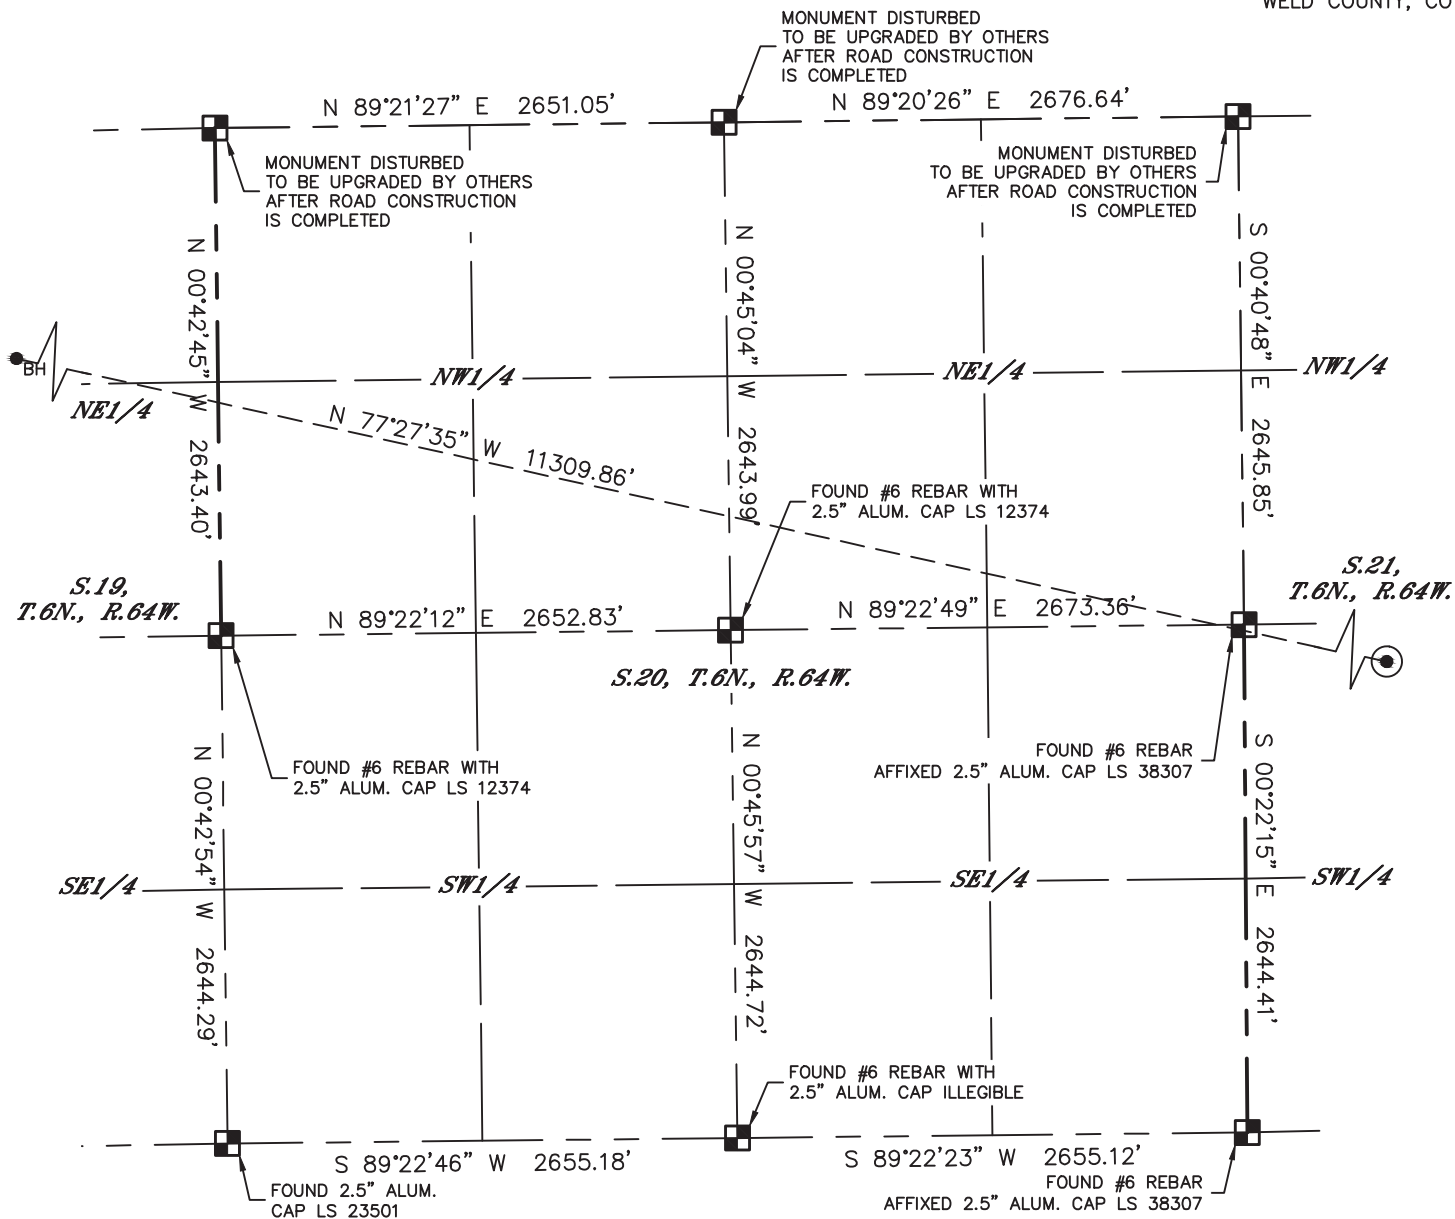 WELD COUNTY, CO
MONUMENT DISTURBED
TO BE UPGRADED BY OTHERS
AFTER ROAD CONSTRUCTION
IS COMPLETED
N 89°21'27" E 2651.05'
N 89°20'26" E 2676.64'
MONUMENT DISTURBED
TO BE UPGRADED BY OTHERS
AFTER ROAD CONSTRUCTION
IS COMPLETED
MONUMENT DISTURBED
TO BE UPGRADED BY OTHERS
AFTER ROAD CONSTRUCTION
IS COMPLETED
N 00°42'45" W 2643.40'
N 00°45'04" W 2643.99'
S 00°40'48" E 2645.85'
BH
NE1/4
NW1/4
NE1/4
NW1/4
N 77°27'35" W 11309.86'
FOUND #6 REBAR WITH
2.5" ALUM. CAP LS 12374
S.19,
T.6N., R.64W.
S.21,
T.6N., R.64W.
N 89°22'12" E 2652.83'
N 89°22'49" E 2673.36'
S.20, T.6N., R.64W.
FOUND #6 REBAR WITH
2.5" ALUM. CAP LS 12374
FOUND #6 REBAR
AFFIXED 2.5" ALUM. CAP LS 38307
N 00°42'54" W 2644.29'
N 00°45'57" W 2644.72'
S 00°22'15" E 2644.41'
SE1/4
SW1/4
SE1/4
SW1/4
FOUND #6 REBAR WITH
2.5" ALUM. CAP ILLEGIBLE
S 89°22'46" W 2655.18'
S 89°22'23" W 2655.12'
FOUND 2.5" ALUM.
CAP LS 23501
FOUND #6 REBAR
AFFIXED 2.5" ALUM. CAP LS 38307